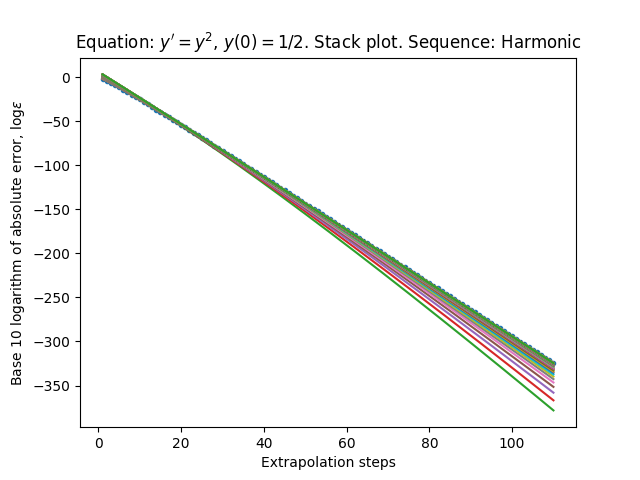 Equation: y′ = y², y(0) = 1/2. Stack plot. Sequence: Harmonic
0
−50
−100
−150
−200
−250
−300
−350
Base 10 logarithm of absolute error, logε
0 20 40 60 80 100
Extrapolation steps